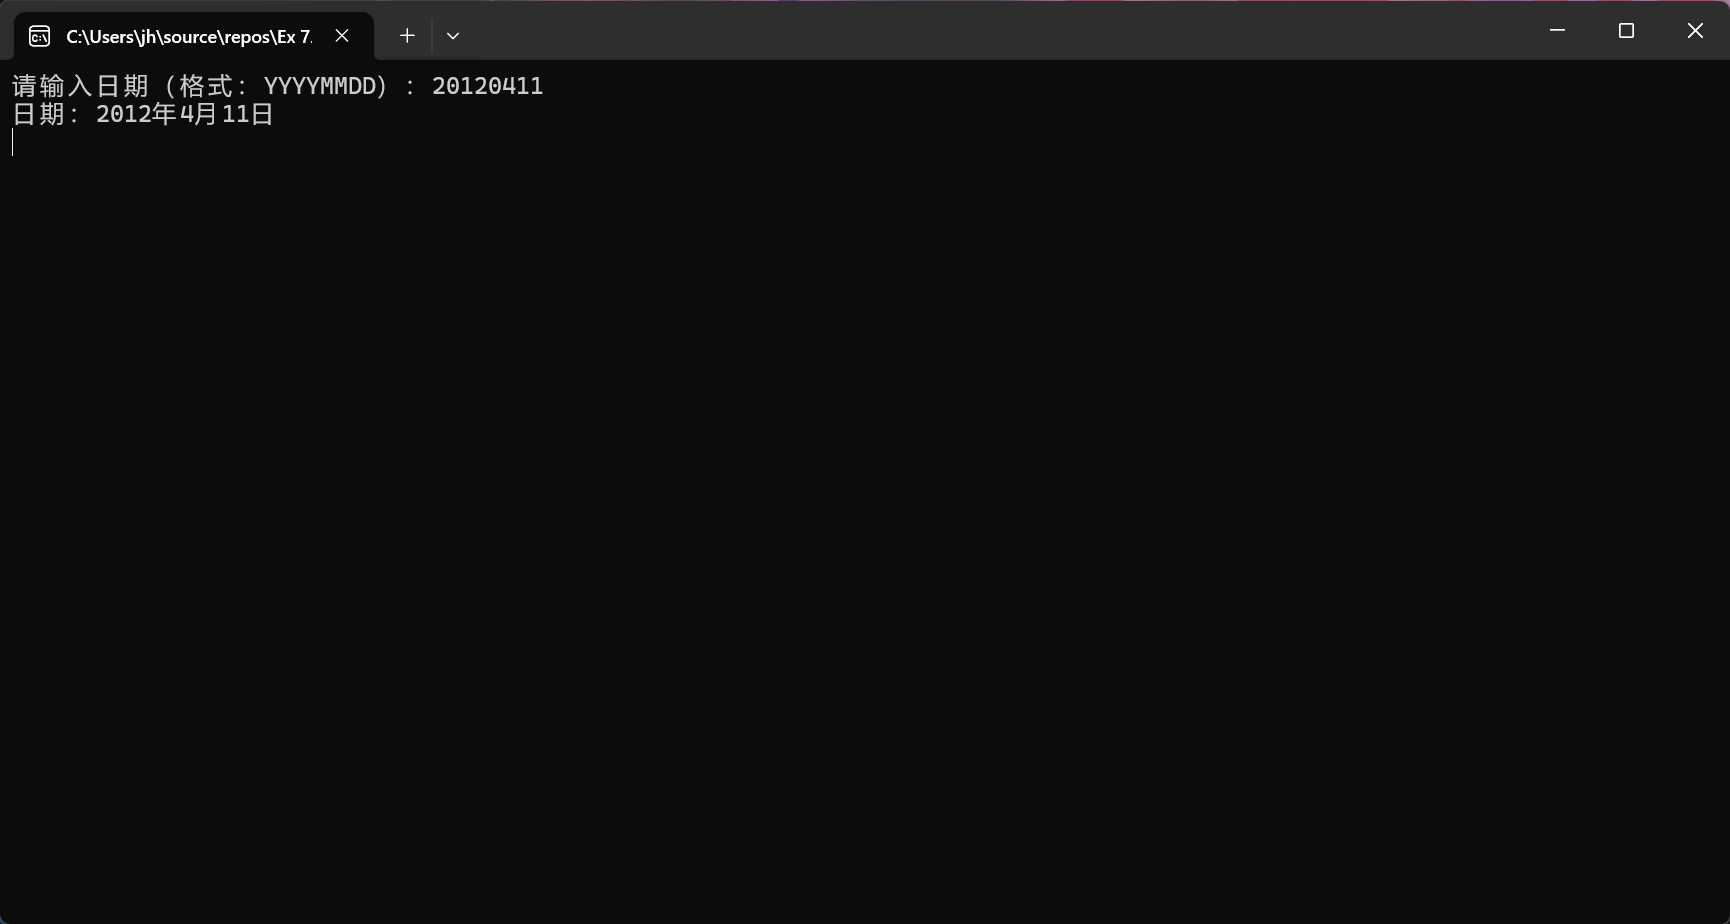 C:\Users\jh\source\repos\Ex 7.
请输入日期（格式：YYYYMMDD）：20120411
日期：2012年4月11日